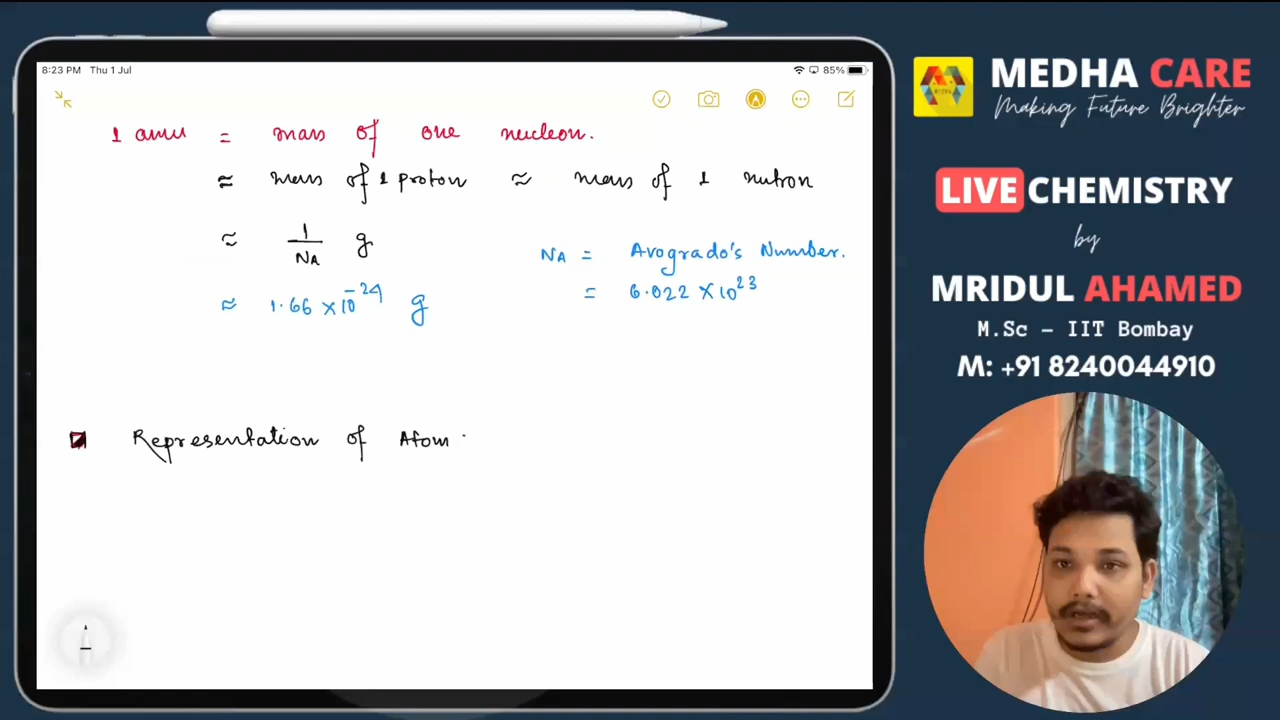 8:23 PM Thu 1 Jul
85%
1 amu = mass of one nucleon.
≈ mass of 1 proton ≈ mass of 1 nutron
≈ 1/NA g
NA = Avogrado's Number.
≈ 1.66 × 10^-24 g
= 6.022 × 10^23
Representation of Atom :
MEDHA CARE
Making Future Brighter
LIVE CHEMISTRY
by
MRIDUL AHAMED
M.Sc – IIT Bombay
M: +91 8240044910